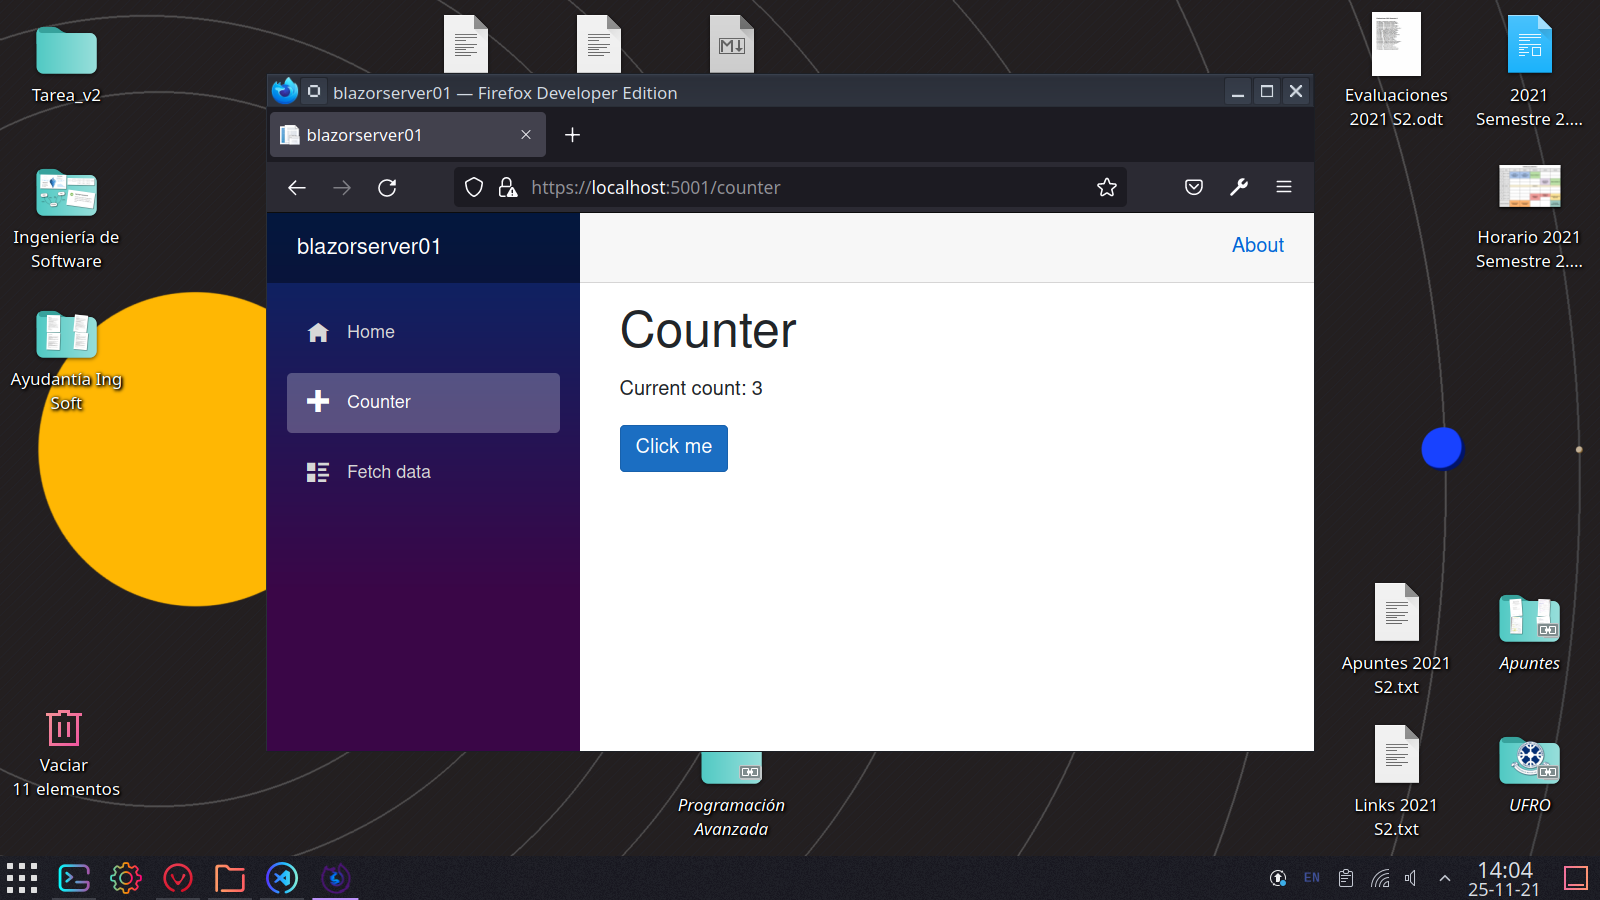 Tarea_v2
Ingeniería de
Software
Ayudantía Ing
Soft
Vaciar
11 elementos
M
blazorserver01 — Firefox Developer Edition
blazorserver01
https://localhost:5001/counter
blazorserver01
About
Home
Counter
Fetch data
Counter
Current count: 3
Click me
Programación
Avanzada
Evaluaciones
2021 S2.odt
2021
Semestre 2....
Horario 2021
Semestre 2....
Apuntes 2021
S2.txt
Apuntes
Links 2021
S2.txt
UFRO
EN
14:04
25-11-21